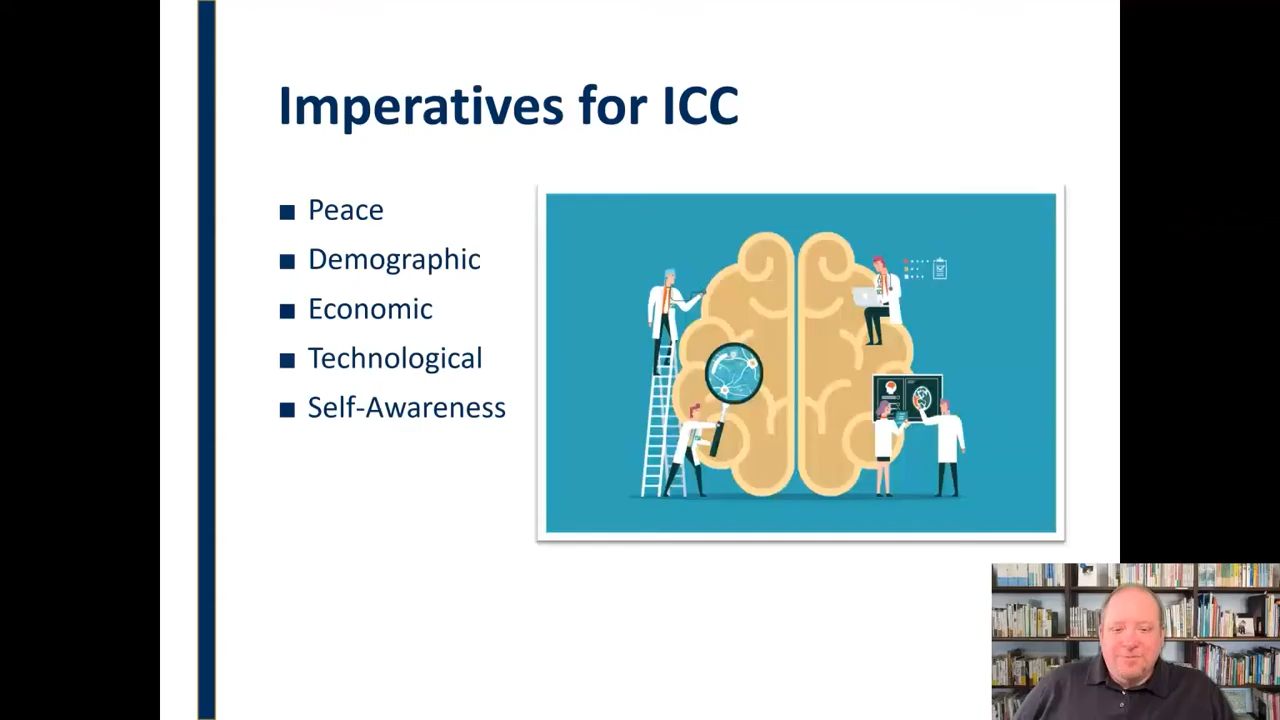 Imperatives for ICC
Peace
Demographic
Economic
Technological
Self-Awareness